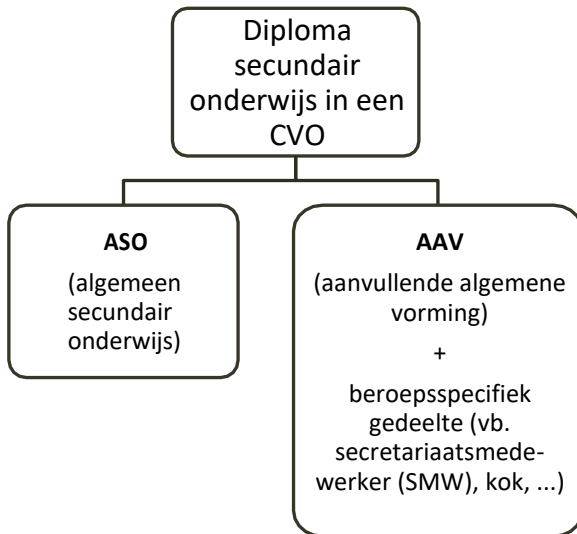 Diploma
secundair
onderwijs in een
CVO
ASO
(algemeen
secundair
onderwijs)
AAV
(aanvullende algemene
vorming)
+
beroepsspecifiek
gedeelte (vb.
secretariaatsmede-
werker (SMW), kok, ...)